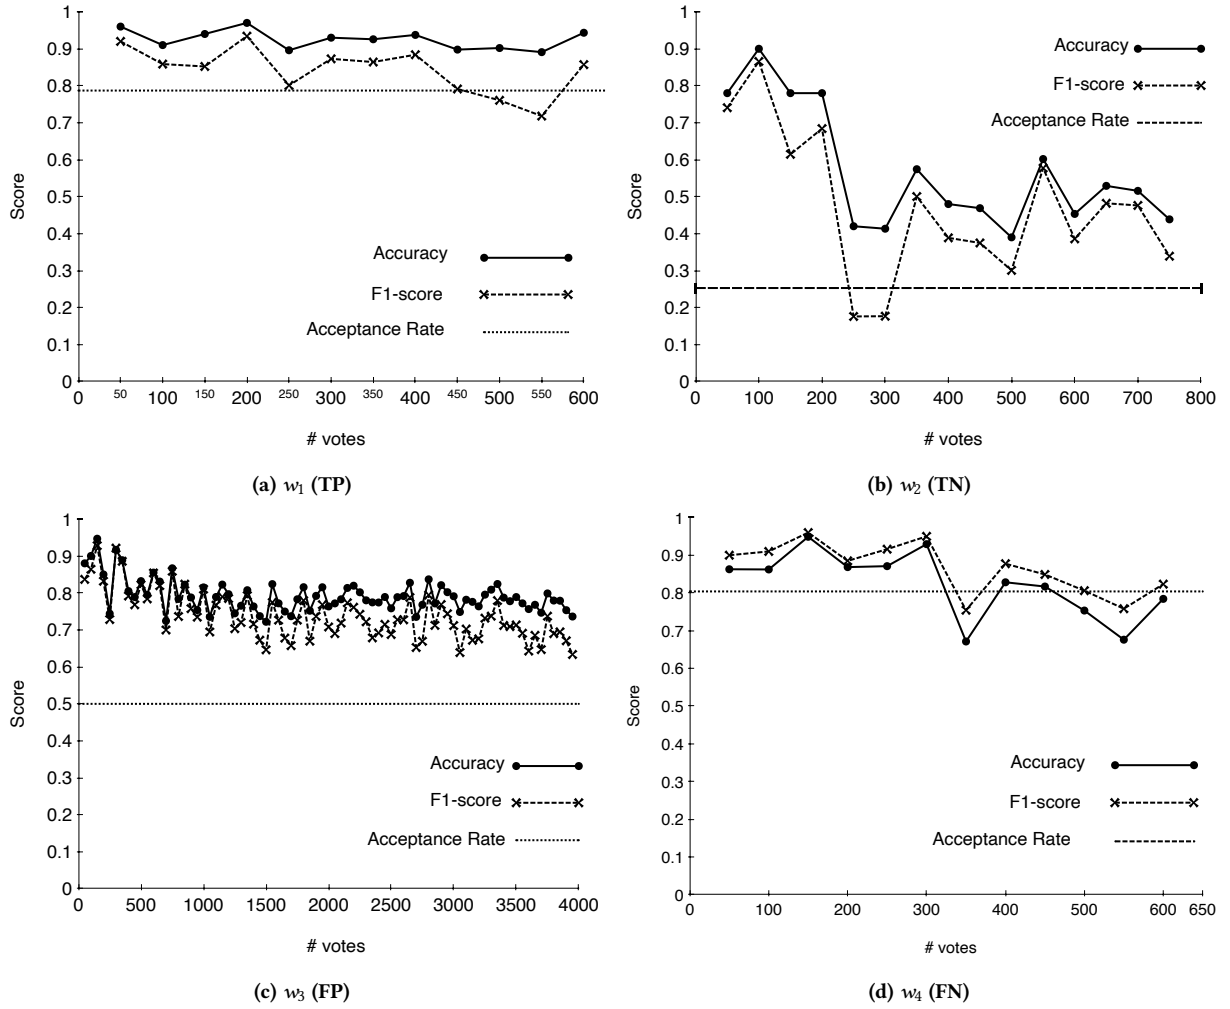 1
0.9
0.8
0.7
0.6
0.5
0.4
0.3
0.2
0.1
0
Score
Accuracy
F1-score
Acceptance Rate
50 100 150 200 250 300 350 400 450 500 550 600
# votes
(a) w1 (TP)
1
0.9
0.8
0.7
0.6
0.5
0.4
0.3
0.2
0.1
0
Score
Accuracy
F1-score
Acceptance Rate
0 100 200 300 400 500 600 700 800
# votes
(b) w2 (TN)
1
0.9
0.8
0.7
0.6
0.5
0.4
0.3
0.2
0.1
0
Score
Accuracy
F1-score
Acceptance Rate
0 500 1000 1500 2000 2500 3000 3500 4000
# votes
(c) w3 (FP)
1
0.9
0.8
0.7
0.6
0.5
0.4
0.3
0.2
0.1
0
Score
Accuracy
F1-score
Acceptance Rate
0 100 200 300 400 500 600 650
# votes
(d) w4 (FN)